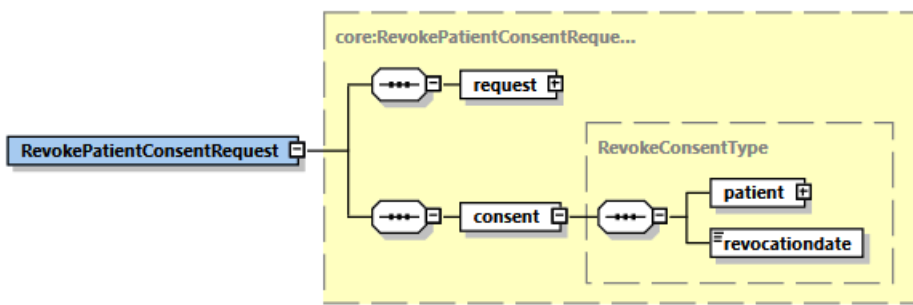 core:RevokePatientConsentReque...
request
RevokePatientConsentRequest
RevokeConsentType
patient
consent
revocationdate